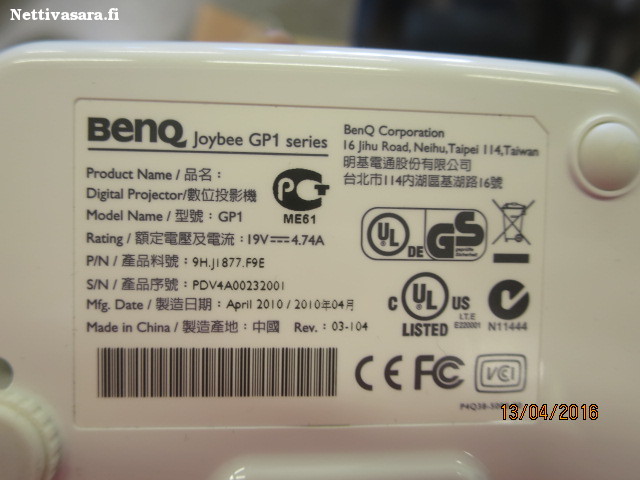 Nettivasara.fi
BenQ Joybee GP1 series
Product Name / 品名：
Digital Projector/數位投影機
Model Name / 型號：GP1
Rating / 額定電壓及電流：19V⎓4.74A
P/N / 產品料號：9H.J1877.F9E
S/N / 產品序號：PDV4A00232001
Mfg. Date / 製造日期：April 2010 / 2010年04月
Made in China / 製造產地：中國 Rev.：03-104
BenQ Corporation
16 Jihu Road, Neihu,Taipei 114,Taiwan
明基電通股份有限公司
台北市114內湖區基湖路16號
PCT
ME61
UL DE GS
C UL US
LISTED
I.T.E
E220001
N11444
CE FC VCI
13/04/2016